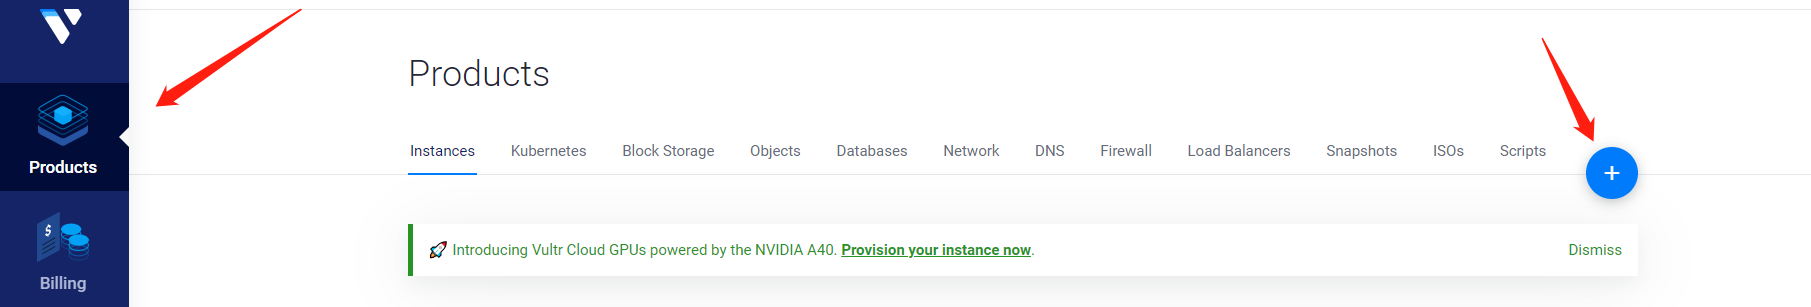 Products
Instances Kubernetes Block Storage Objects Databases Network DNS Firewall Load Balancers Snapshots ISOs Scripts
+
Products
🚀 Introducing Vultr Cloud GPUs powered by the NVIDIA A40. Provision your instance now. Dismiss
$
Billing